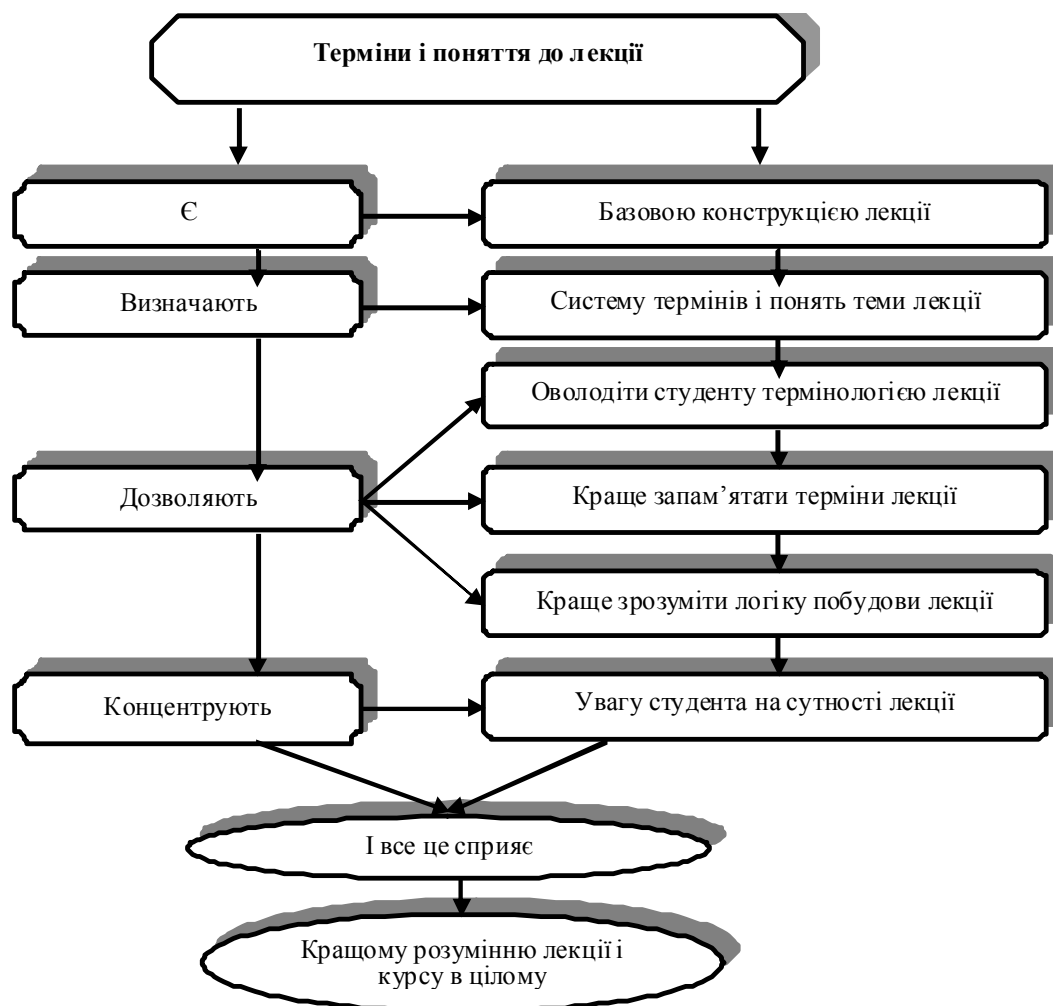 Терміни і поняття до лекції
Є
Базовою конструкцією лекції
Визначають
Систему термінів і понять теми лекції
Оволодіти студенту термінологією лекції
Дозволяють
Краще запам’ятати терміни лекції
Краще зрозуміти логіку побудови лекції
Концентрують
Увагу студента на сутності лекції
І все це сприяє
Кращому розумінню лекції і
курсу в цілому